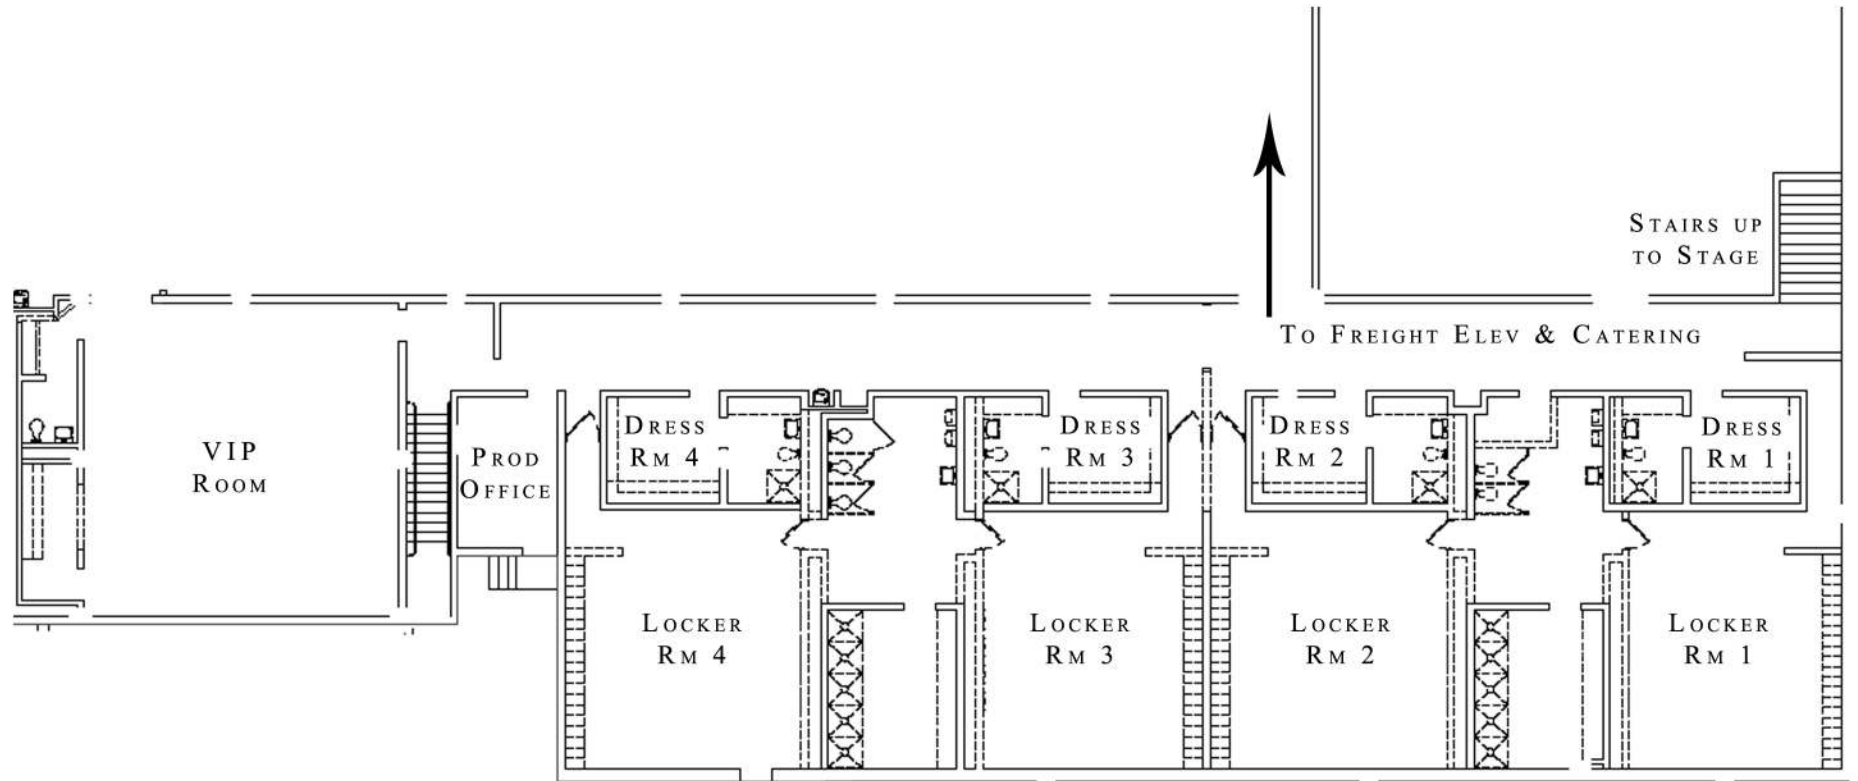 Stairs up
to Stage
To Freight Elev & Catering
VIP
Room
Prod
Office
Dress
Rm 4
Dress
Rm 3
Dress
Rm 2
Dress
Rm 1
Locker
Rm 4
Locker
Rm 3
Locker
Rm 2
Locker
Rm 1